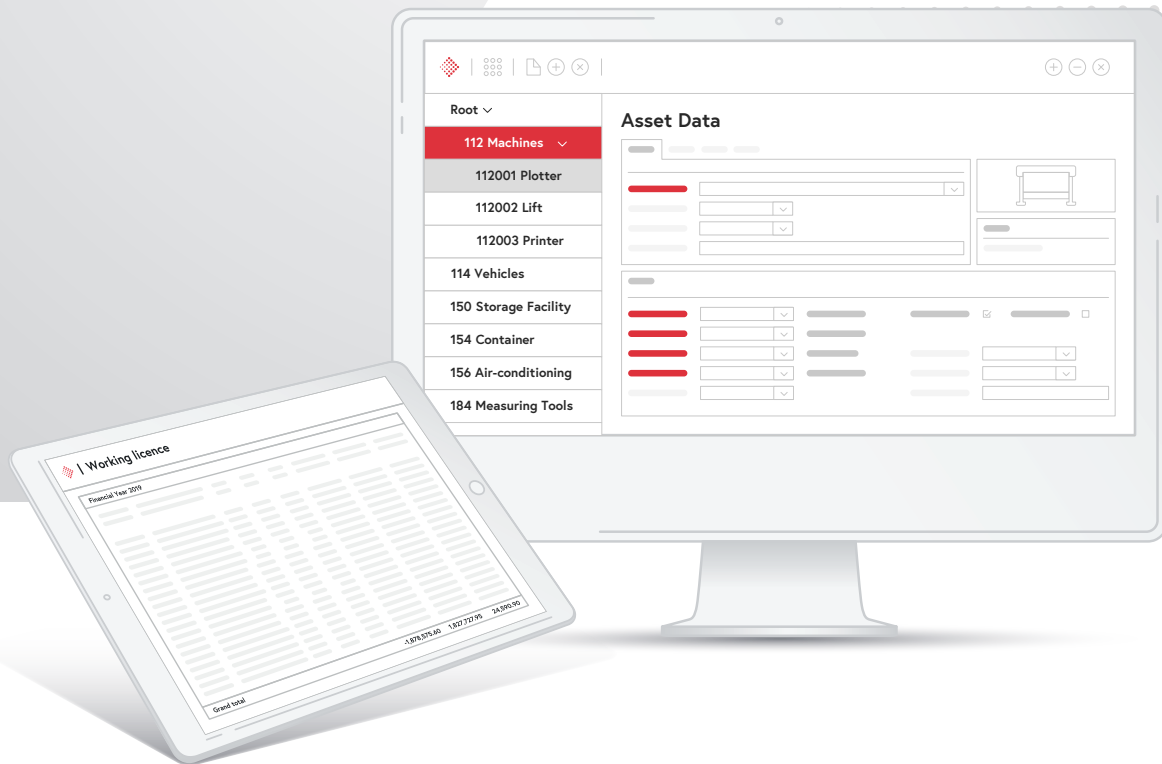 Root
Asset Data
112 Machines
112001 Plotter
112002 Lift
112003 Printer
114 Vehicles
150 Storage Facility
154 Container
156 Air-conditioning
184 Measuring Tools
| Working licence
Financial Year 2019
-1,878,575.60 1,827,727.95 24,590.90
Grand total